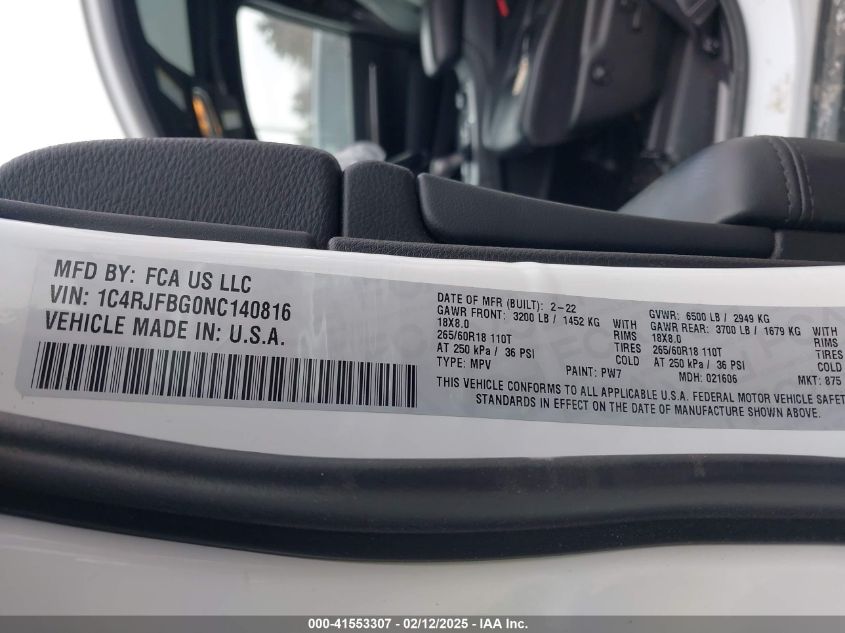 MFD BY: FCA US LLC
VIN: 1C4RJFBG0NC140816
VEHICLE MADE IN: U.S.A.
DATE OF MFR (BUILT): 2-22 GVWR: 6500 LB / 2949 KG
GAWR FRONT: 3200 LB / 1452 KG WITH GAWR REAR: 3700 LB / 1679 KG WITH
18X8.0 RIMS 18X8.0 RIMS
265/60R18 110T TIRES 265/60R18 110T TIRES
AT 250 kPa / 36 PSI COLD AT 250 kPa / 36 PSI COLD
TYPE: MPV PAINT: PW7 MDH: 021606 MKT: 875
THIS VEHICLE CONFORMS TO ALL APPLICABLE U.S.A. FEDERAL MOTOR VEHICLE SAFET
STANDARDS IN EFFECT ON THE DATE OF MANUFACTURE SHOWN ABOVE.
000-41553307 - 02/12/2025 - IAA Inc.